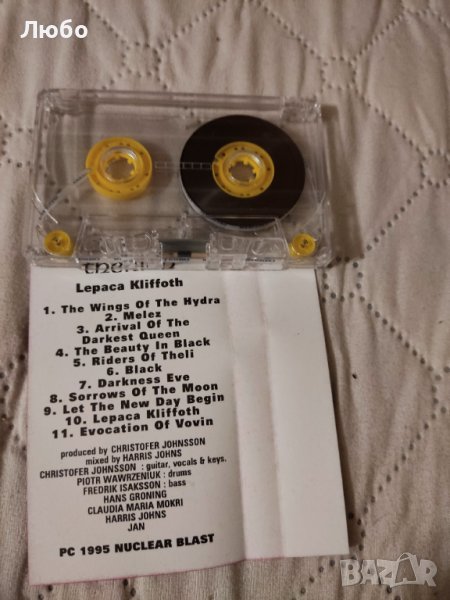 Любо
therion
Lepaca Kliffoth
1. The Wings Of The Hydra
2. Melez
3. Arrival Of The
Darkest Queen
4. The Beauty In Black
5. Riders Of Theli
6. Black
7. Darkness Eve
8. Sorrows Of The Moon
9. Let The New Day Begin
10. Lepaca Kliffoth
11. Evocation Of Vovin
produced by CHRISTOFER JOHNSSON
mixed by HARRIS JOHNS
CHRISTOFER JOHNSSON : guitar, vocals & keys.
PIOTR WAWRZENIUK : drums
FREDRIK ISAKSSON : bass
HANS GRONING
CLAUDIA MARIA MOKRI
HARRIS JOHNS
JAN
PC 1995 NUCLEAR BLAST
BAZAR